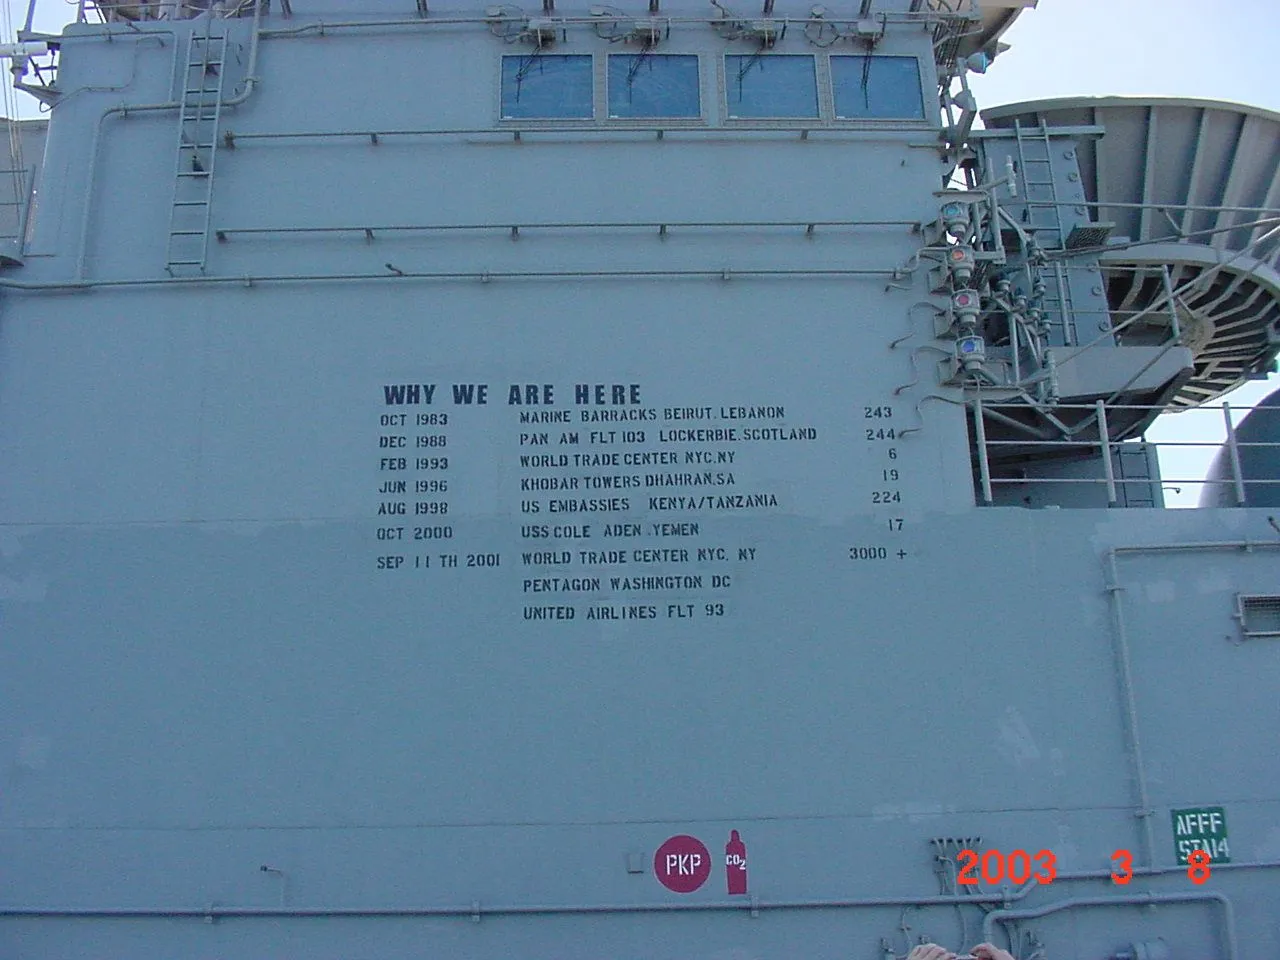 WHY WE ARE HERE
OCT 1983 MARINE BARRACKS BEIRUT. LEBANON 243
DEC 1988 PAN AM FLT 103 LOCKERBIE. SCOTLAND 244
FEB 1993 WORLD TRADE CENTER NYC. NY 6
JUN 1996 KHOBAR TOWERS DHAHRAN. SA 19
AUG 1998 US EMBASSIES KENYA/TANZANIA 224
OCT 2000 USS COLE ADEN . YEMEN 17
SEP 11 TH 2001 WORLD TRADE CENTER NYC. NY 3000 +
PENTAGON WASHINGTON DC
UNITED AIRLINES FLT 93
PKP
CO2
AFFF
STA14
2003 3 8